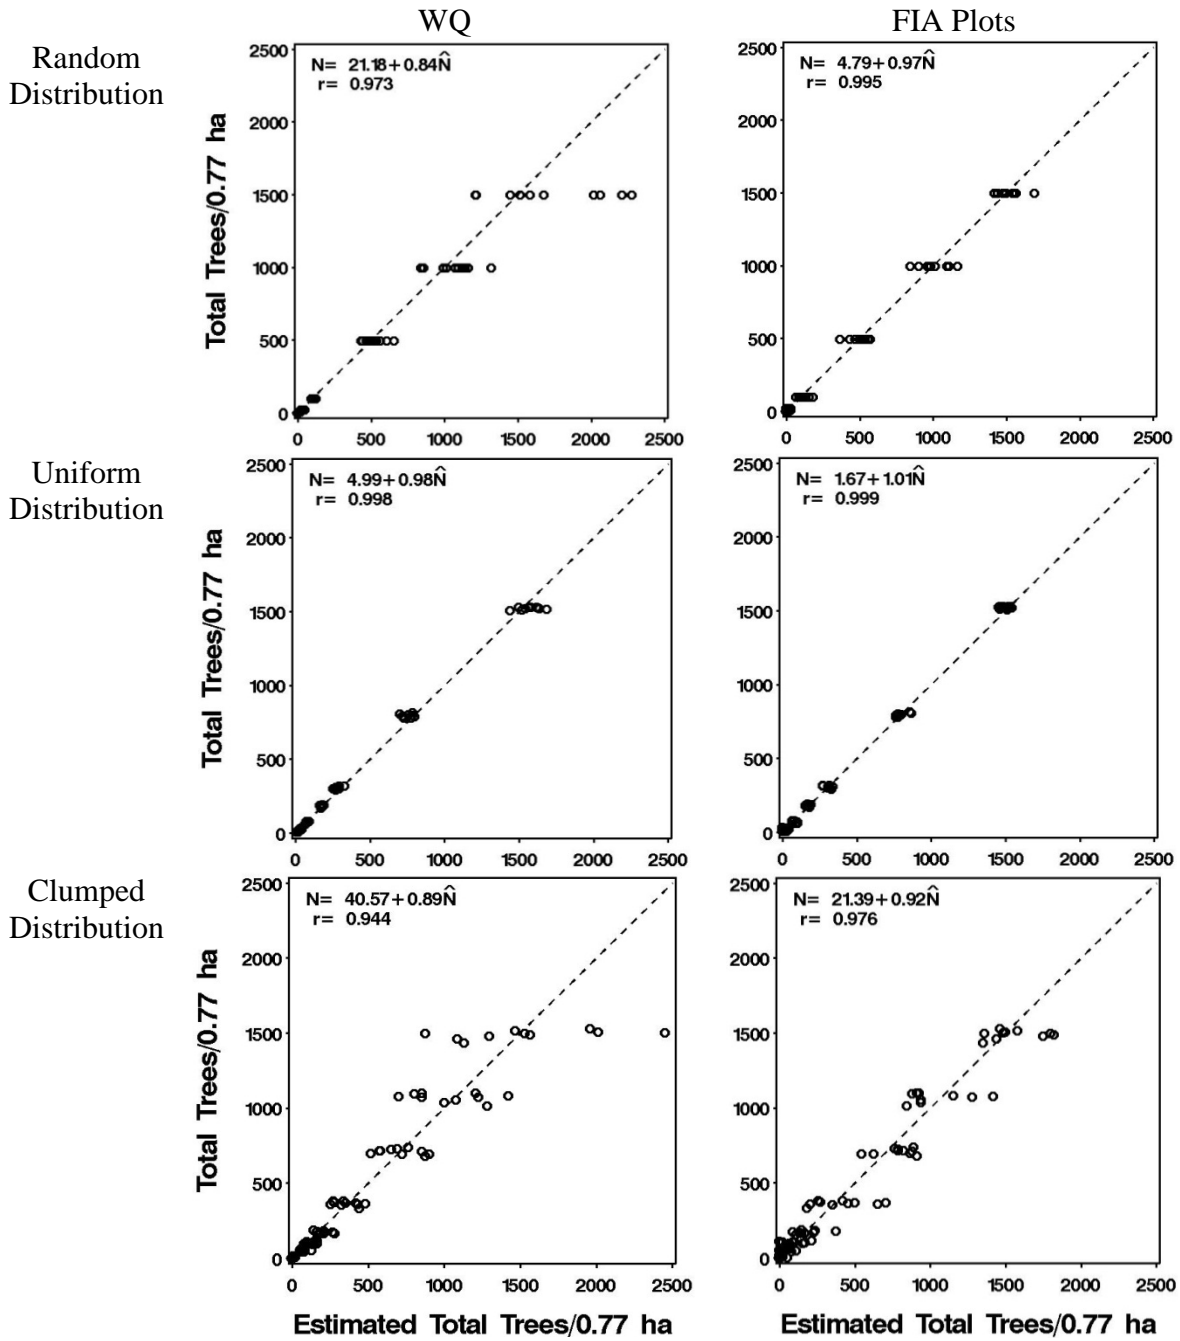 WQ
FIA Plots
Random
Distribution
2500
2000
1500
1000
500
0
N= 21.18+0.84N̂
r= 0.973
Total Trees/0.77 ha
0 500 1000 1500 2000 2500
2500
2000
1500
1000
500
0
N= 4.79+0.97N̂
r= 0.995
0 500 1000 1500 2000 2500
Uniform
Distribution
2500
2000
1500
1000
500
0
N= 4.99+0.98N̂
r= 0.998
Total Trees/0.77 ha
0 500 1000 1500 2000 2500
2500
2000
1500
1000
500
0
N= 1.67+1.01N̂
r= 0.999
0 500 1000 1500 2000 2500
Clumped
Distribution
2500
2000
1500
1000
500
0
N= 40.57+0.89N̂
r= 0.944
Total Trees/0.77 ha
0 500 1000 1500 2000 2500
Estimated Total Trees/0.77 ha
2500
2000
1500
1000
500
0
N= 21.39+0.92N̂
r= 0.976
0 500 1000 1500 2000 2500
Estimated Total Trees/0.77 ha